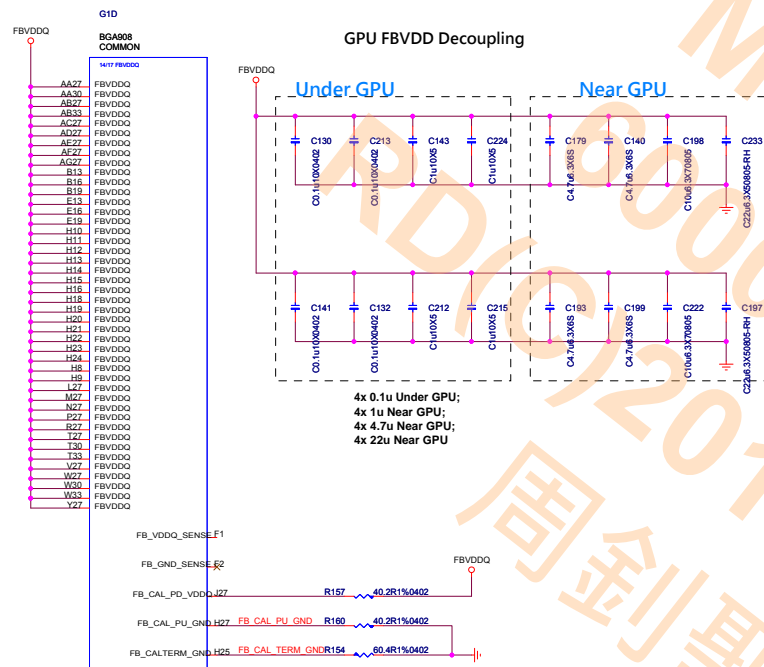 G1D
BGA908
COMMON
14/17 FBVDDQ
FBVDDQ
AA27 FBVDDQ
AA30 FBVDDQ
AB27 FBVDDQ
AB33 FBVDDQ
AC27 FBVDDQ
AD27 FBVDDQ
AE27 FBVDDQ
AF27 FBVDDQ
AG27 FBVDDQ
B13 FBVDDQ
B16 FBVDDQ
B19 FBVDDQ
E13 FBVDDQ
E16 FBVDDQ
E19 FBVDDQ
H10 FBVDDQ
H11 FBVDDQ
H12 FBVDDQ
H13 FBVDDQ
H14 FBVDDQ
H15 FBVDDQ
H16 FBVDDQ
H18 FBVDDQ
H19 FBVDDQ
H20 FBVDDQ
H21 FBVDDQ
H22 FBVDDQ
H23 FBVDDQ
H24 FBVDDQ
H8 FBVDDQ
H9 FBVDDQ
L27 FBVDDQ
M27 FBVDDQ
N27 FBVDDQ
P27 FBVDDQ
R27 FBVDDQ
T27 FBVDDQ
T30 FBVDDQ
T33 FBVDDQ
V27 FBVDDQ
W27 FBVDDQ
W30 FBVDDQ
W33 FBVDDQ
Y27 FBVDDQ
FB_VDDQ_SENSE F1
FB_GND_SENSE F2
FB_CAL_PD_VDDQ J27 R157 40.2R1%0402
FBVDDQ
FB_CAL_PU_GND H27 FB_CAL_PU_GND R160 40.2R1%0402
FB_CALTERM_GND H25 FB_CAL_TERM_GND R154 60.4R1%0402
GPU FBVDD Decoupling
FBVDDQ
Under GPU
Near GPU
C130 C213 C143 C224 C179 C140 C198 C233
C0.1u10X0402
C0.1u10X0402
C1u10X5
C1u10X5
C4.7u6.3X6S
C4.7u6.3X6S
C10u6.3X70805
C22u6.3X50805-RH
C141 C132 C212 C215 C193 C199 C222 C197
C0.1u10X0402
C0.1u10X0402
C1u10X5
C1u10X5
C4.7u6.3X6S
C4.7u6.3X6S
C10u6.3X70805
C22u6.3X50805-RH
4x 0.1u Under GPU;
4x 1u Near GPU;
4x 4.7u Near GPU;
4x 22u Near GPU
M
6000
RD(C)201
周釗聖